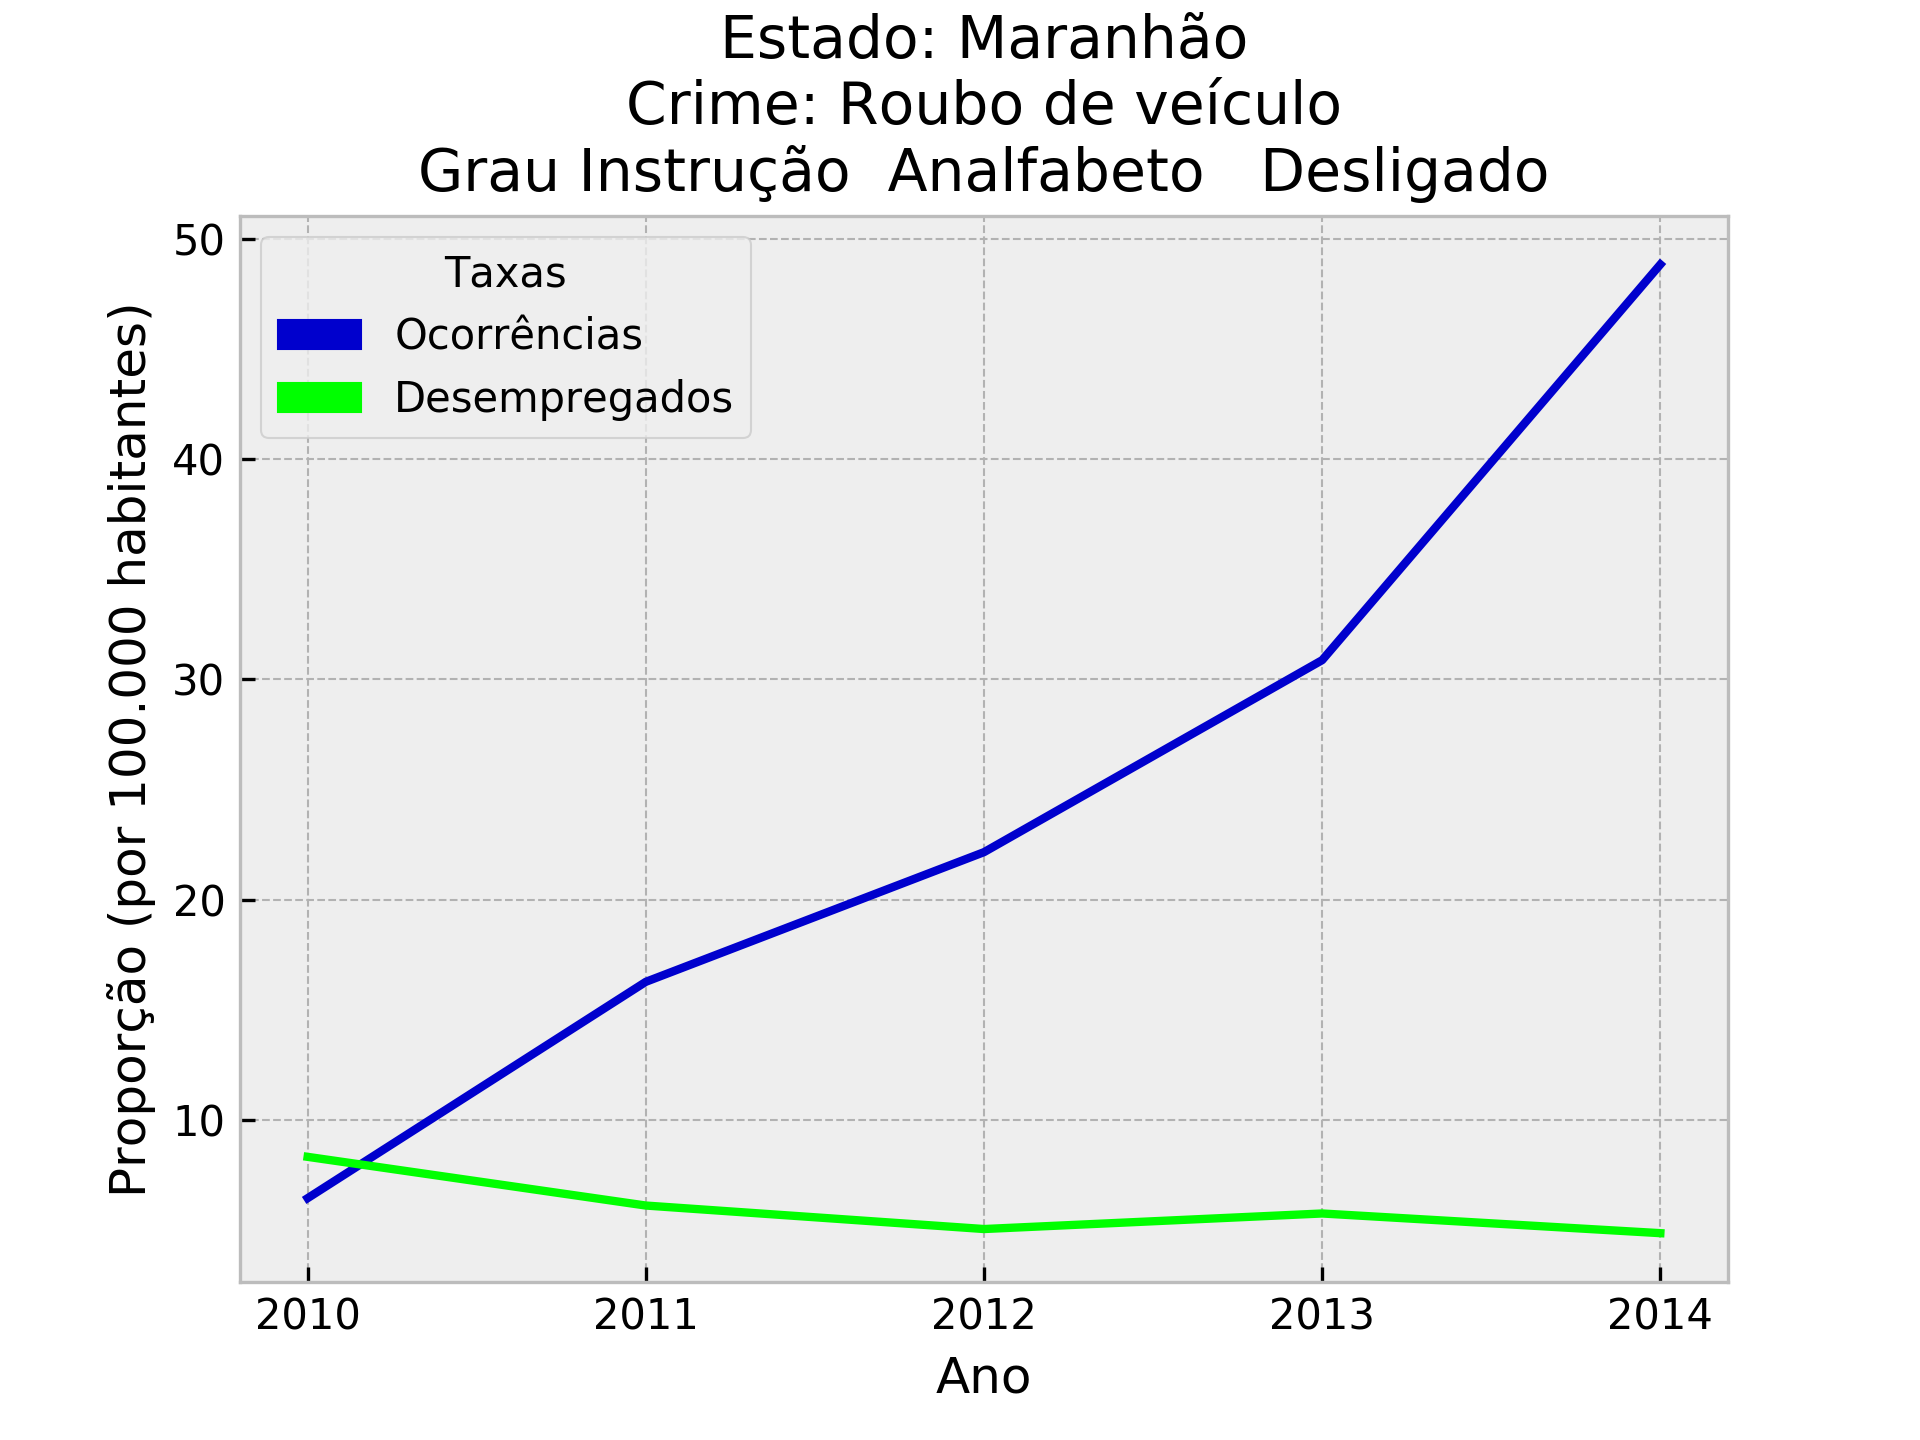 Estado: Maranhão
Crime: Roubo de veículo
Grau Instrução  Analfabeto   Desligado
Taxas
Ocorrências
Desempregados
Proporção (por 100.000 habitantes)
50
40
30
20
10
2010 2011 2012 2013 2014
Ano